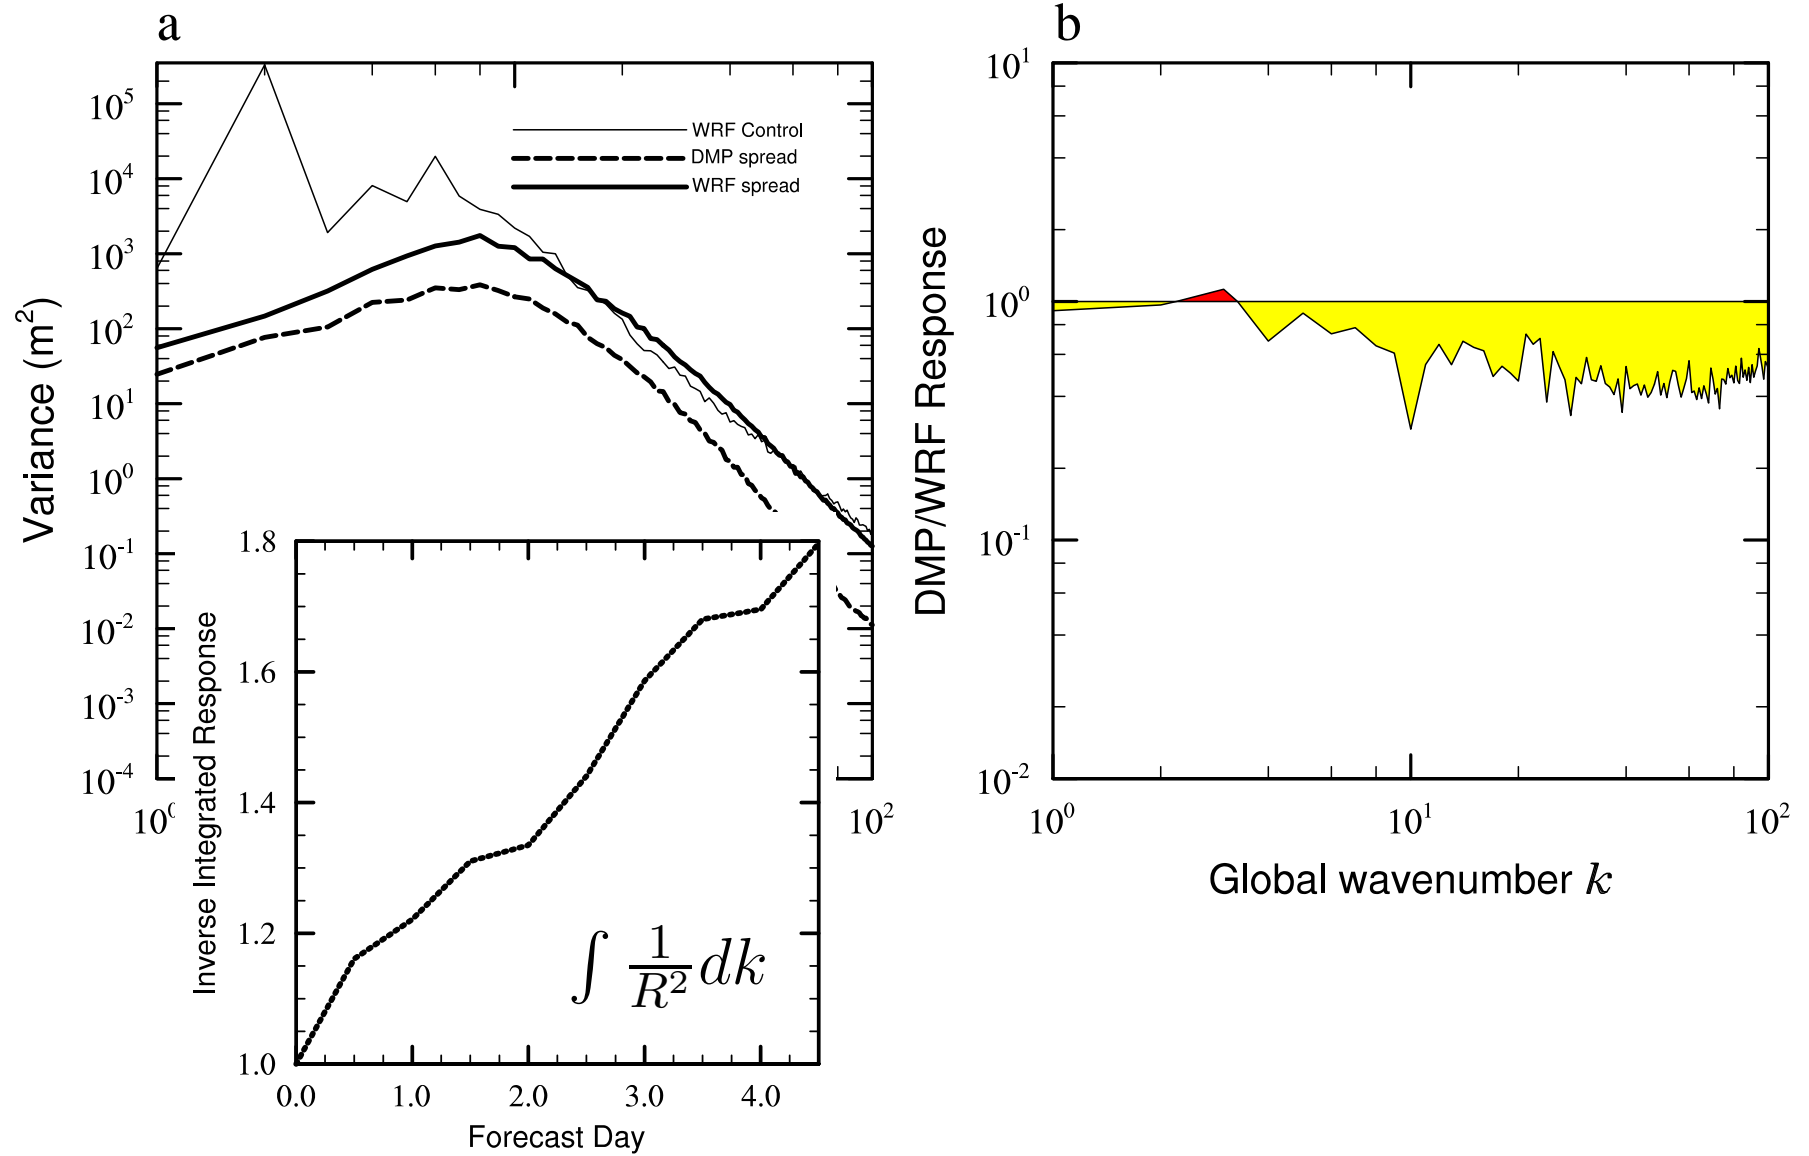 a
b
10^5
10^4
10^3
10^2
10^1
10^0
10^-1
10^-2
10^-3
10^-4
Variance (m^2)
WRF Control
DMP spread
WRF spread
10^2
1.8
1.6
1.4
1.2
1.0
Inverse Integrated Response
∫ 1/R^2 dk
0.0 1.0 2.0 3.0 4.0
Forecast Day
10^1
10^0
10^-1
10^-2
DMP/WRF Response
10^0 10^1 10^2
Global wavenumber k